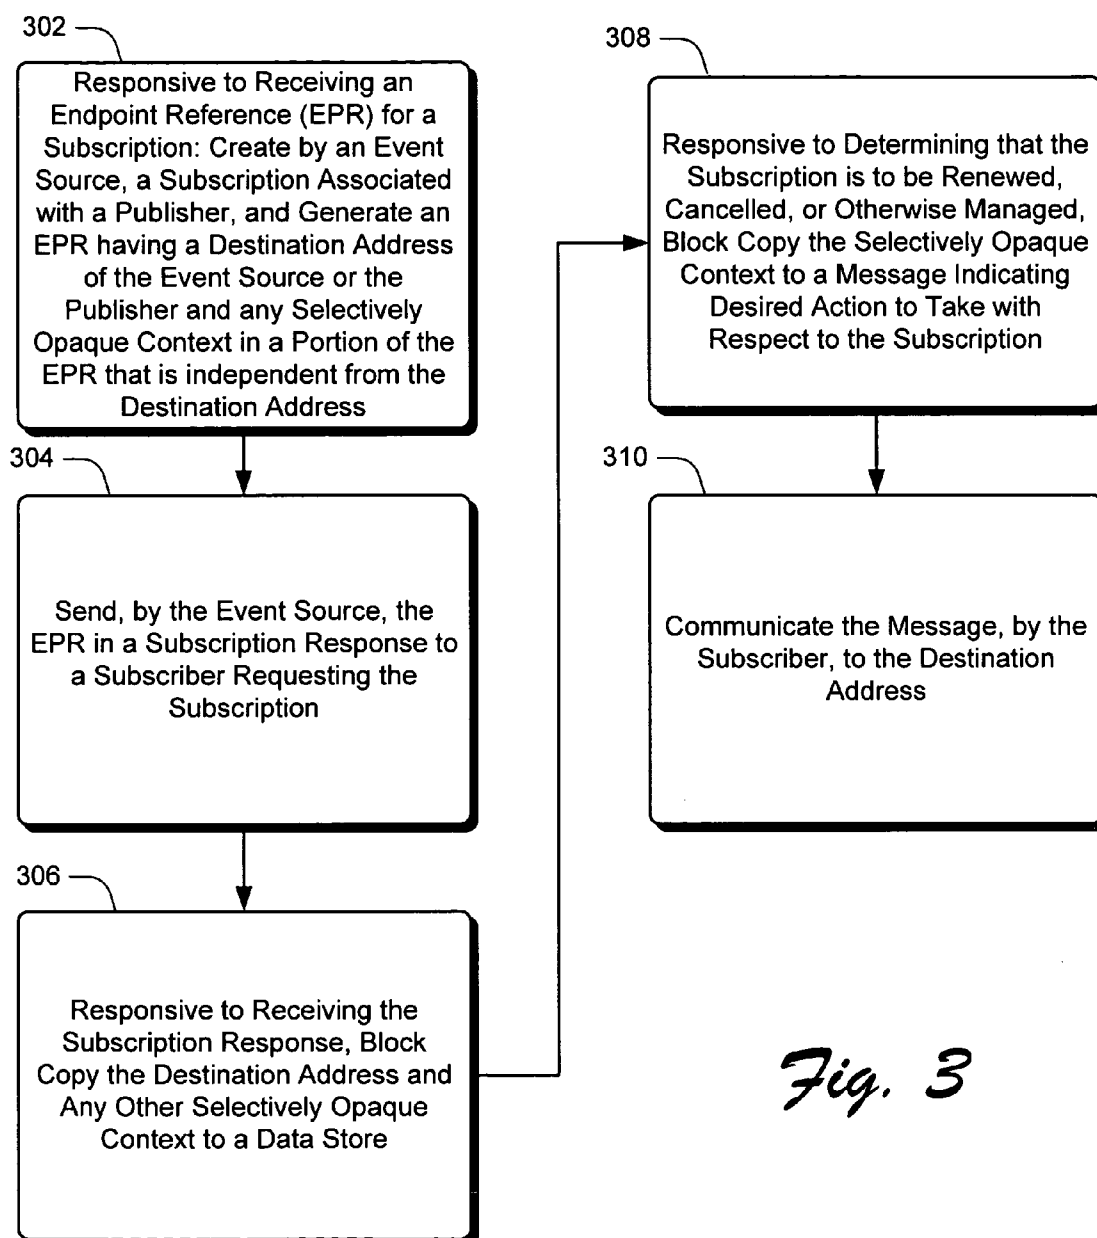 302
Responsive to Receiving an
Endpoint Reference (EPR) for a
Subscription: Create by an Event
Source, a Subscription Associated
with a Publisher, and Generate an
EPR having a Destination Address
of the Event Source or the
Publisher and any Selectively
Opaque Context in a Portion of the
EPR that is independent from the
Destination Address
304
Send, by the Event Source, the
EPR in a Subscription Response to
a Subscriber Requesting the
Subscription
306
Responsive to Receiving the
Subscription Response, Block
Copy the Destination Address and
Any Other Selectively Opaque
Context to a Data Store
308
Responsive to Determining that the
Subscription is to be Renewed,
Cancelled, or Otherwise Managed,
Block Copy the Selectively Opaque
Context to a Message Indicating
Desired Action to Take with
Respect to the Subscription
310
Communicate the Message, by the
Subscriber, to the Destination
Address
Fig. 3